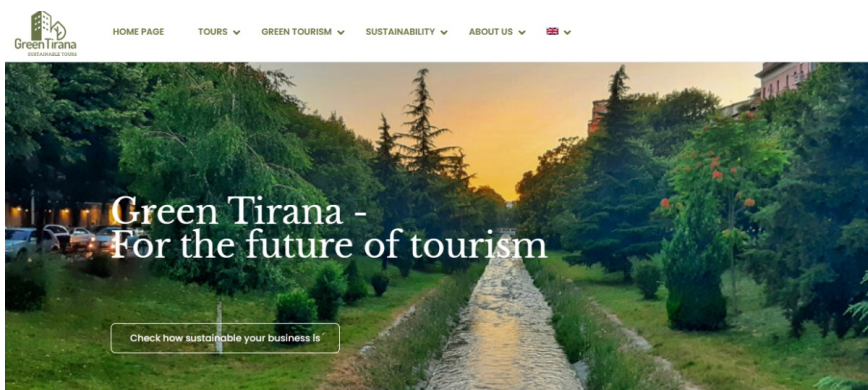 GreenTirana
SUSTAINABLE TOURS
HOME PAGE
TOURS
GREEN TOURISM
SUSTAINABILITY
ABOUT US
Green Tirana -
For the future of tourism
Check how sustainable your business is